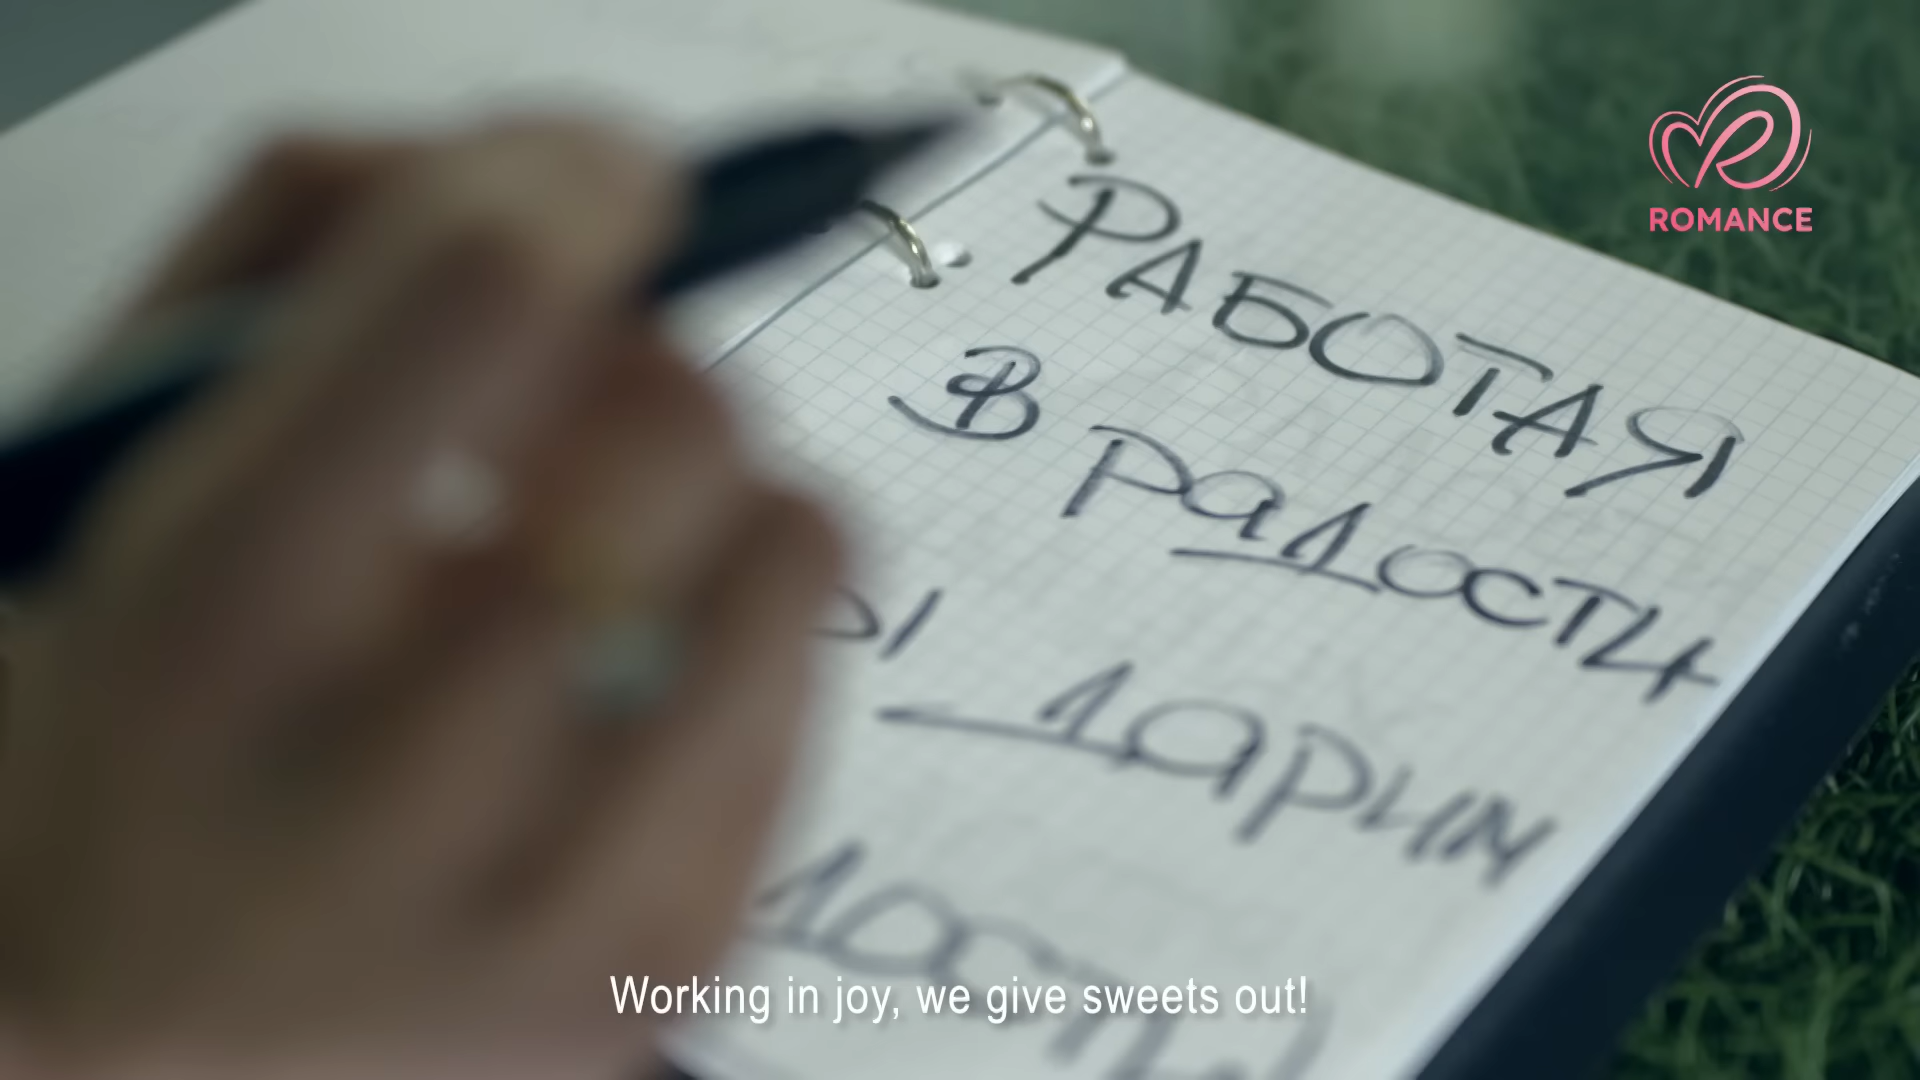 ROMANCE
РАБОТАЯ
В РаДОСТИ
ДаРИМ
Working in joy, we give sweets out!